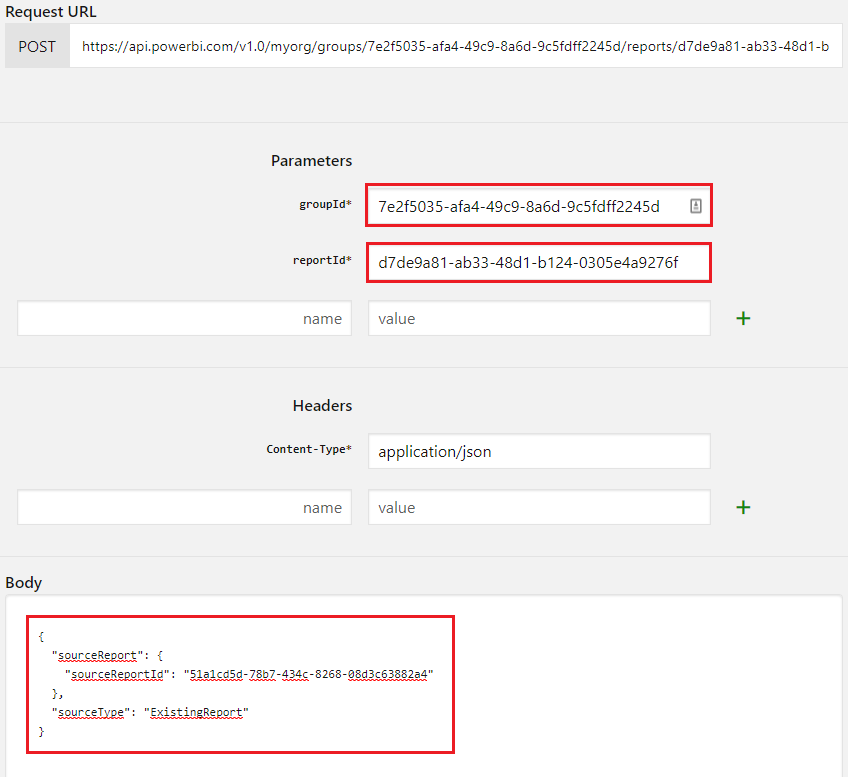 Request URL
POST https://api.powerbi.com/v1.0/myorg/groups/7e2f5035-afa4-49c9-8a6d-9c5fdff2245d/reports/d7de9a81-ab33-48d1-b
Parameters
groupId* 7e2f5035-afa4-49c9-8a6d-9c5fdff2245d
reportId* d7de9a81-ab33-48d1-b124-0305e4a9276f
name value +
Headers
Content-Type* application/json
name value +
Body
{
"sourceReport": {
"sourceReportId": "51a1cd5d-78b7-434c-8268-08d3c63882a4"
},
"sourceType": "ExistingReport"
}